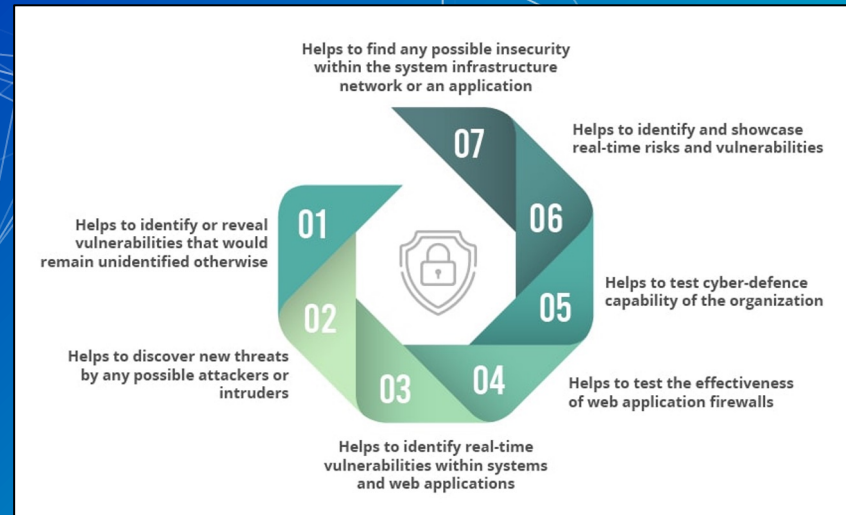 01
Helps to identify or reveal
vulnerabilities that would
remain unidentified otherwise
02
Helps to discover new threats
by any possible attackers or
intruders
03
Helps to identify real-time
vulnerabilities within systems
and web applications
04
Helps to test the effectiveness
of web application firewalls
05
Helps to test cyber-defence
capability of the organization
06
Helps to identify and showcase
real-time risks and vulnerabilities
07
Helps to find any possible insecurity
within the system infrastructure
network or an application